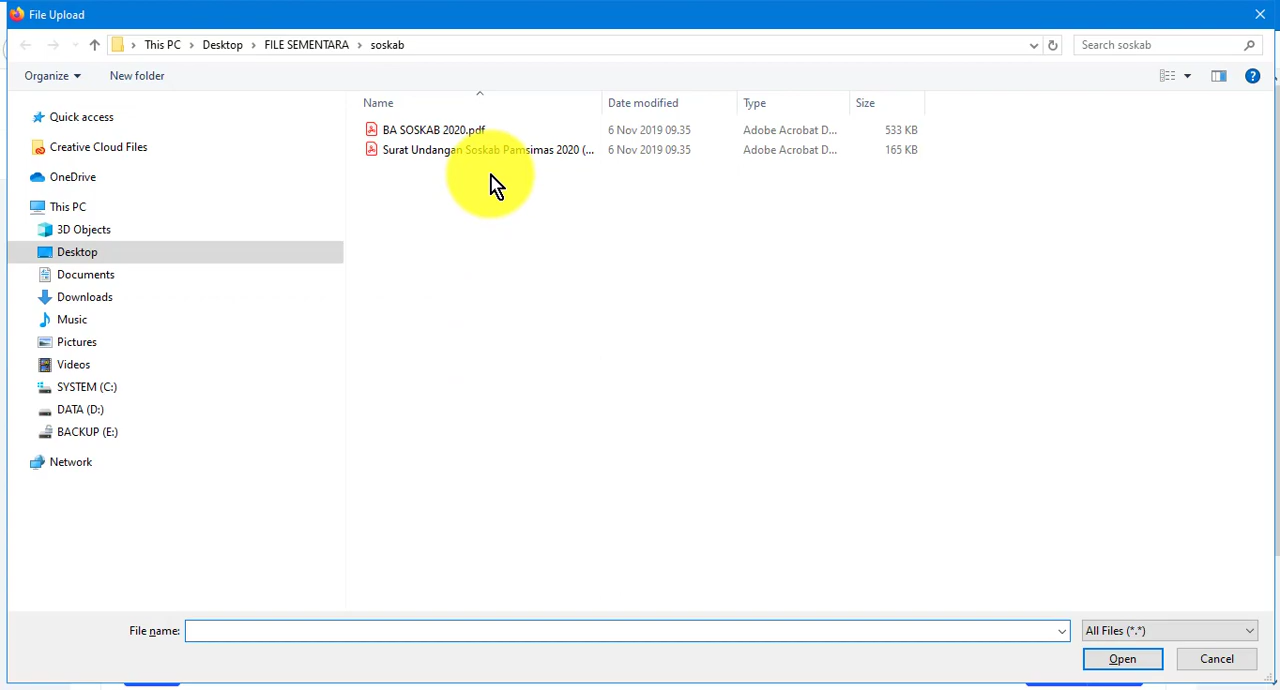 File Upload
This PC > Desktop > FILE SEMENTARA > soskab
Search soskab
Organize
New folder
Name
Date modified
Type
Size
BA SOSKAB 2020.pdf
6 Nov 2019 09.35
Adobe Acrobat D...
533 KB
Surat Undangan Soskab Pamsimas 2020 (...
6 Nov 2019 09.35
Adobe Acrobat D...
165 KB
Quick access
Creative Cloud Files
OneDrive
This PC
3D Objects
Desktop
Documents
Downloads
Music
Pictures
Videos
SYSTEM (C:)
DATA (D:)
BACKUP (E:)
Network
File name:
All Files (*.*)
Open
Cancel